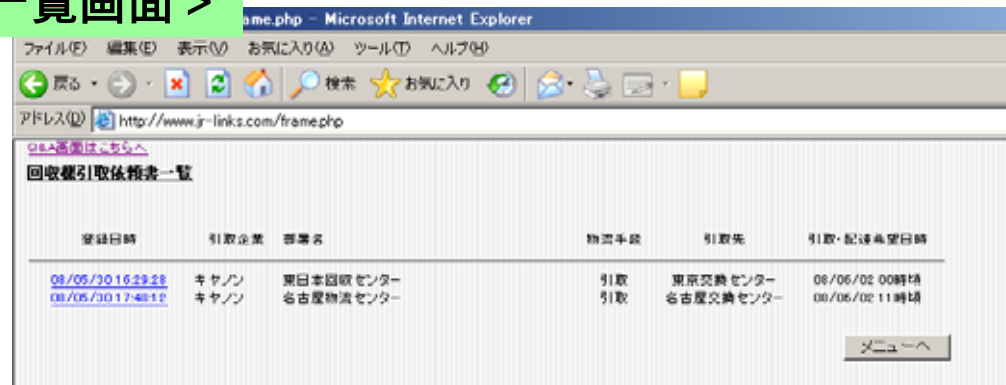 一覧画面>
ame.php - Microsoft Internet Explorer
ファイル(F) 編集(E) 表示(V) お気に入り(A) ツール(T) ヘルプ(H)
戻る 検索 お気に入り
アドレス(D) http://www.jr-links.com/frame.php
Q&A画面はこちらへ
回収機引取依頼書一覧
登録日時 引取企業 部署名 物流手段 引取先 引取・配達希望日時
08/05/30 16:29:28 キヤノン 東日本回収センター 引取 東京交換センター 08/06/02 00時頃
08/05/30 17:48:12 キヤノン 名古屋物流センター 引取 名古屋交換センター 08/06/02 11時頃
メニューへ